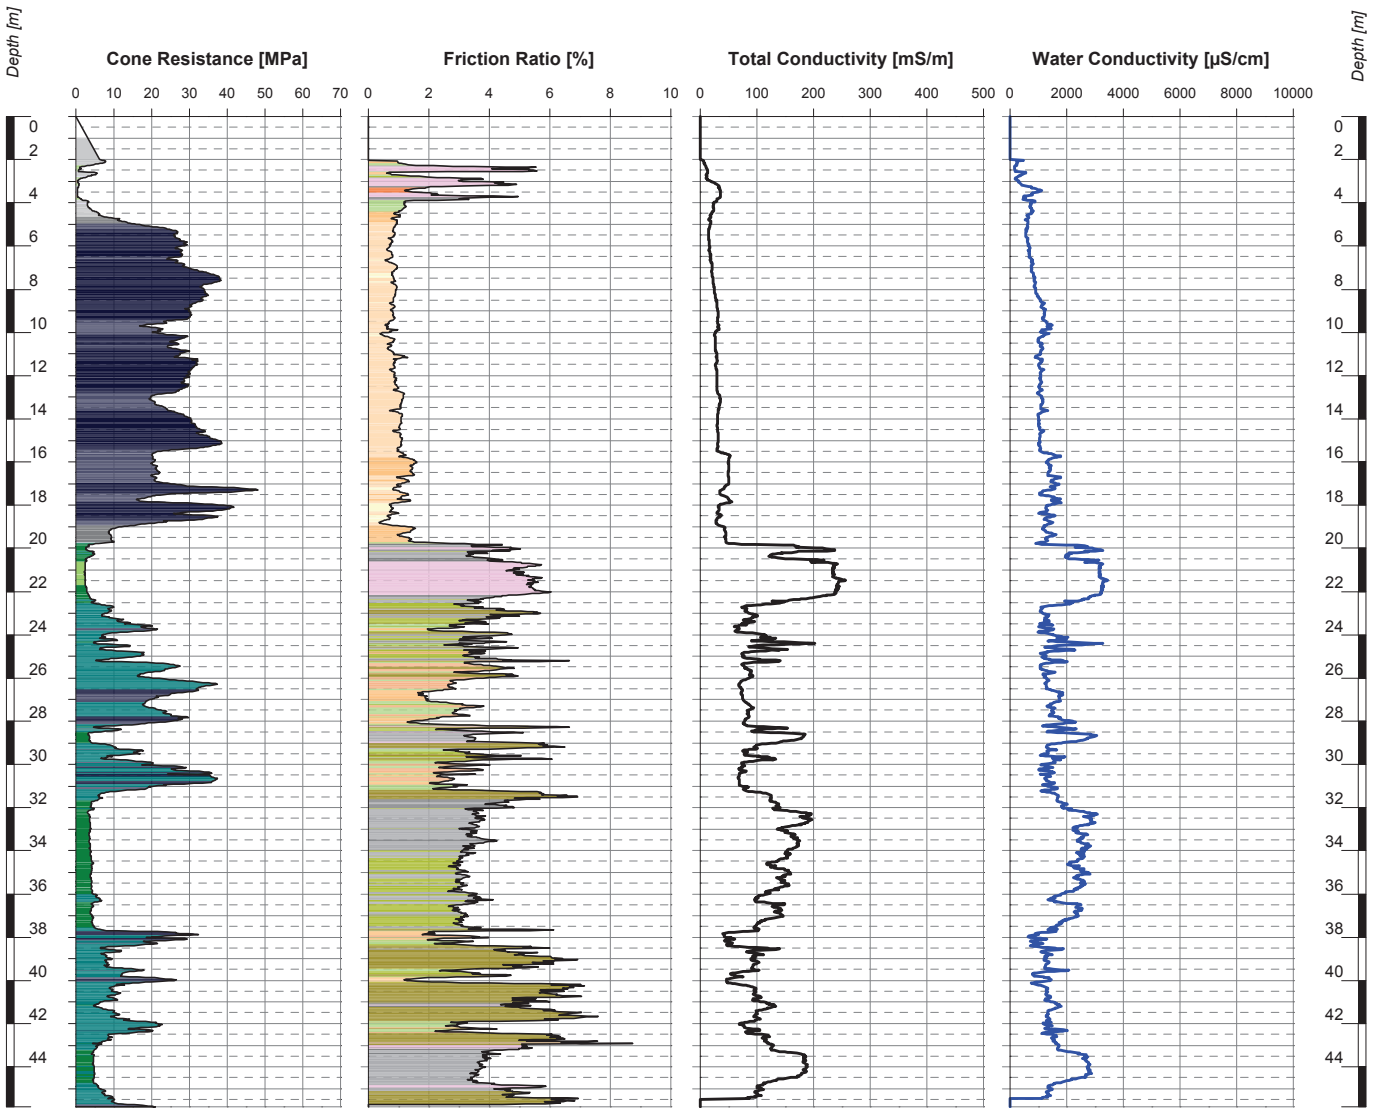 Depth [m]
Cone Resistance [MPa]
Friction Ratio [%]
Total Conductivity [mS/m]
Water Conductivity [µS/cm]
Depth [m]
0 10 20 30 40 50 60 70
0 2 4 6 8 10
0 100 200 300 400 500
0 2000 4000 6000 8000 10000
0 0
2 2
4 4
6 6
8 8
10 10
12 12
14 14
16 16
18 18
20 20
22 22
24 24
26 26
28 28
30 30
32 32
34 34
36 36
38 38
40 40
42 42
44 44